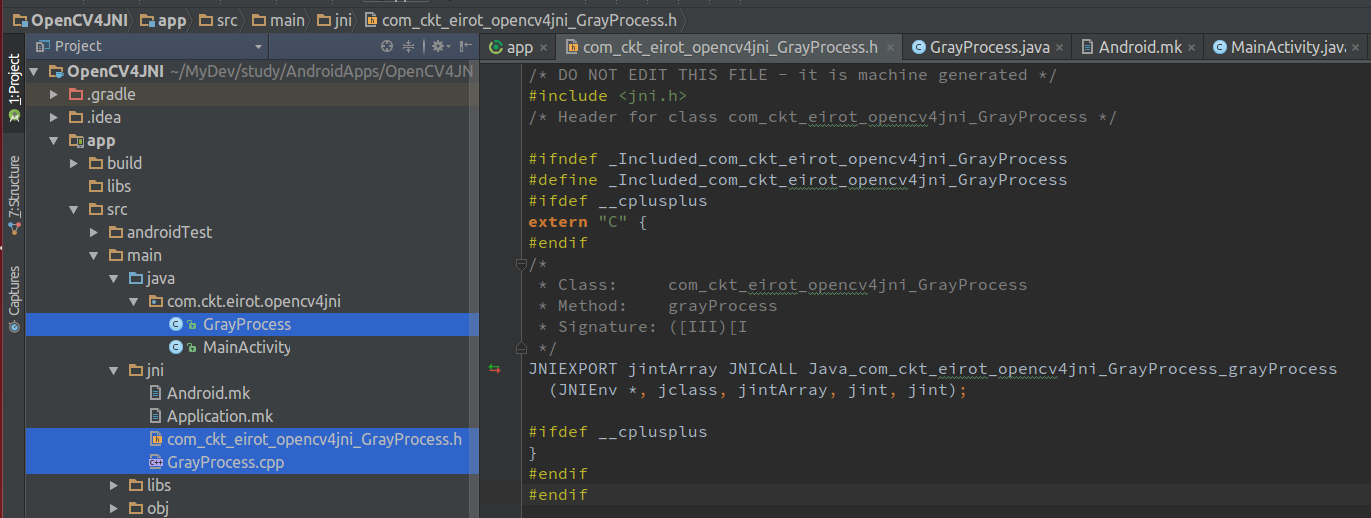 OpenCV4JNI app src main jni com_ckt_eirot_opencv4jni_GrayProcess.h
Project
app × com_ckt_eirot_opencv4jni_GrayProcess.h × GrayProcess.java × Android.mk × MainActivity.java ×
1: Project
7: Structure
Captures
OpenCV4JNI ~/MyDev/study/AndroidApps/OpenCV4JN
.gradle
.idea
app
build
libs
src
androidTest
main
java
com.ckt.eirot.opencv4jni
GrayProcess
MainActivity
jni
Android.mk
Application.mk
com_ckt_eirot_opencv4jni_GrayProcess.h
GrayProcess.cpp
libs
obj
/* DO NOT EDIT THIS FILE - it is machine generated */
#include <jni.h>
/* Header for class com_ckt_eirot_opencv4jni_GrayProcess */
#ifndef _Included_com_ckt_eirot_opencv4jni_GrayProcess
#define _Included_com_ckt_eirot_opencv4jni_GrayProcess
#ifdef __cplusplus
extern "C" {
#endif
/*
 * Class:     com_ckt_eirot_opencv4jni_GrayProcess
 * Method:    grayProcess
 * Signature: ([III)[I
 */
JNIEXPORT jintArray JNICALL Java_com_ckt_eirot_opencv4jni_GrayProcess_grayProcess
  (JNIEnv *, jclass, jintArray, jint, jint);
#ifdef __cplusplus
}
#endif
#endif